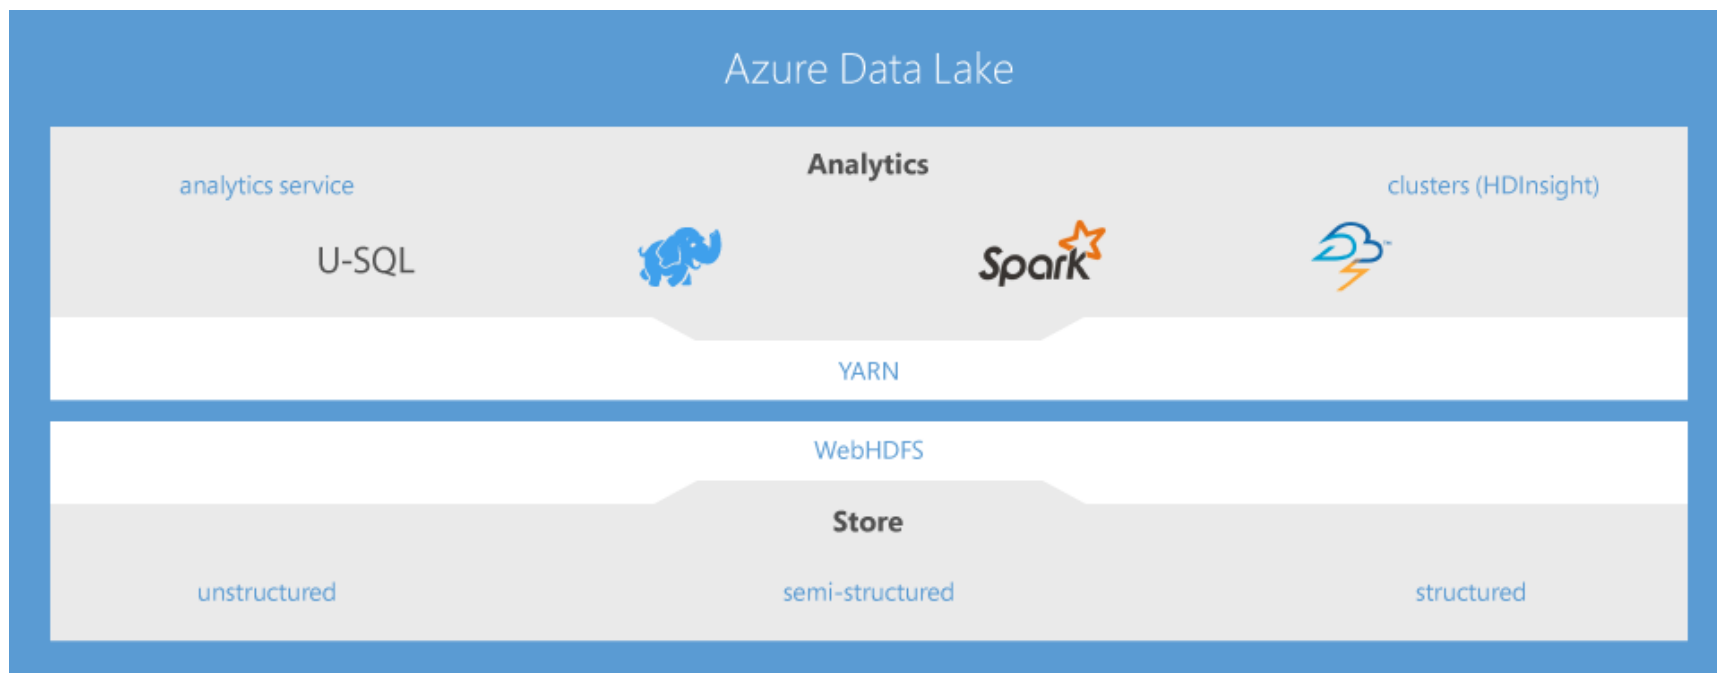 Azure Data Lake
Analytics
analytics service
clusters (HDInsight)
U-SQL
Spark
YARN
WebHDFS
Store
unstructured
semi-structured
structured